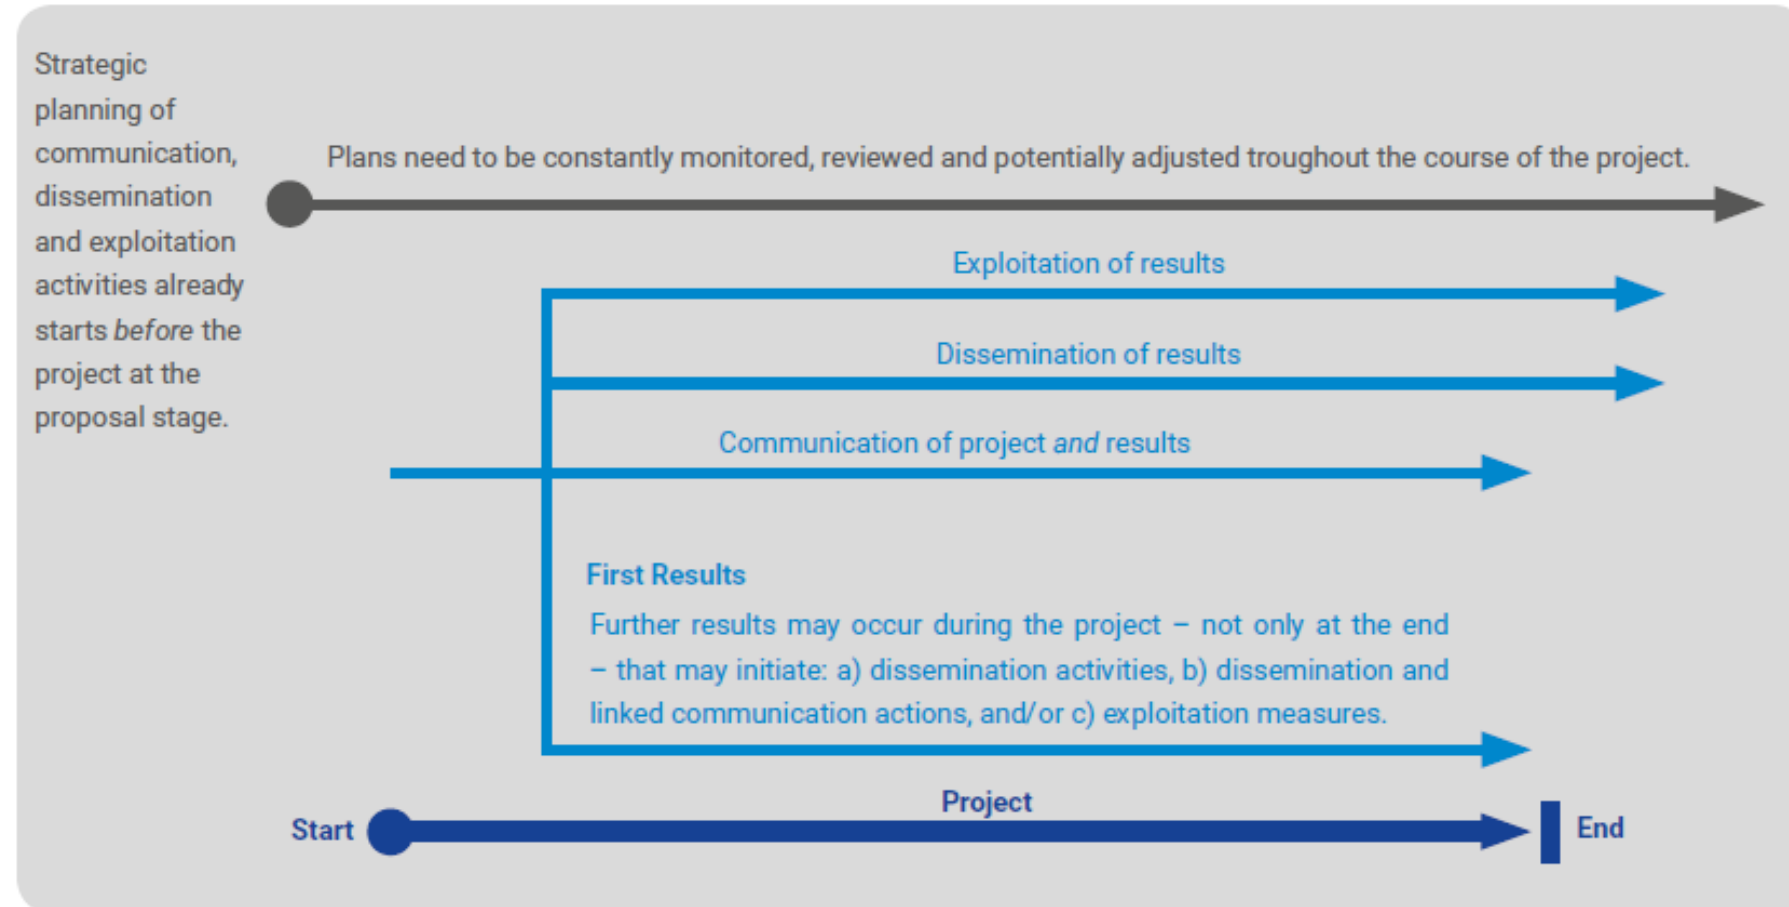 Strategic
planning of
communication,
dissemination
and exploitation
activities already
starts before the
project at the
proposal stage.
Plans need to be constantly monitored, reviewed and potentially adjusted troughout the course of the project.
Exploitation of results
Dissemination of results
Communication of project and results
First Results
Further results may occur during the project – not only at the end
– that may initiate: a) dissemination activities, b) dissemination and
linked communication actions, and/or c) exploitation measures.
Project
Start
End